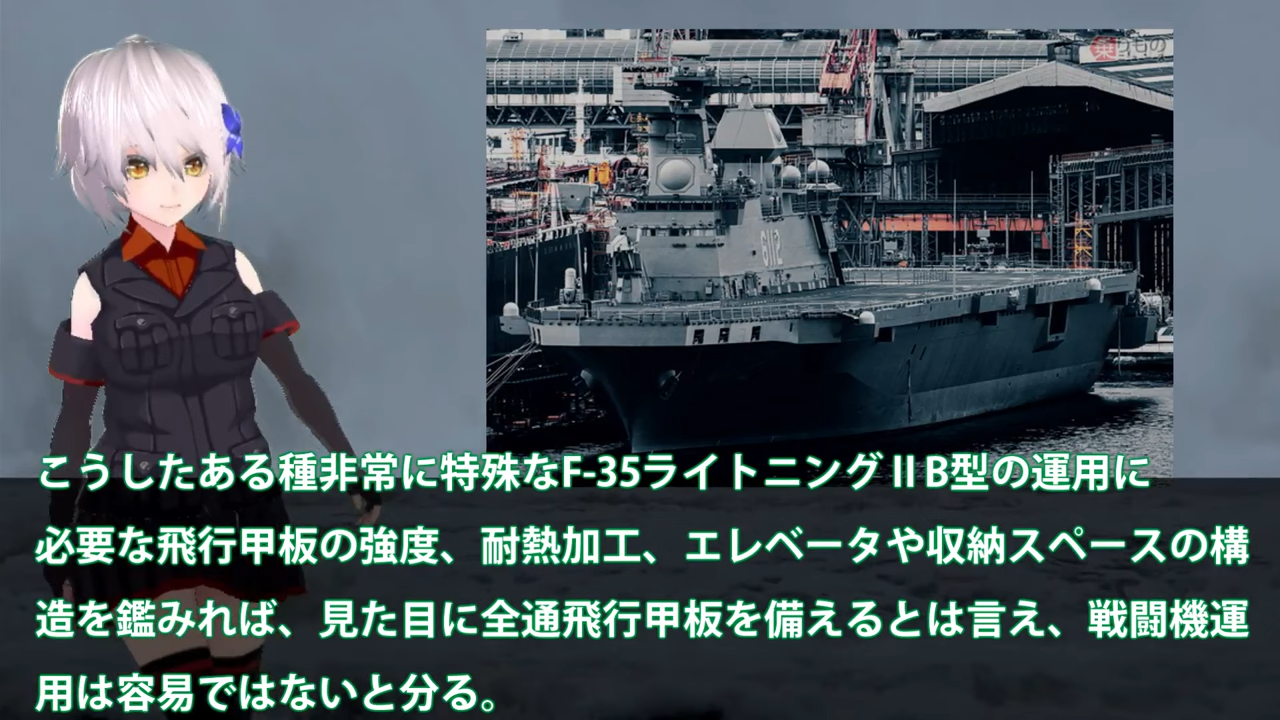 乗りもの
6112
こうしたある種非常に特殊なF-35ライトニングⅡB型の運用に
必要な飛行甲板の強度、耐熱加工、エレベータや収納スペースの構
造を鑑みれば、見た目に全通飛行甲板を備えるとは言え、戦闘機運
用は容易ではないと分る。